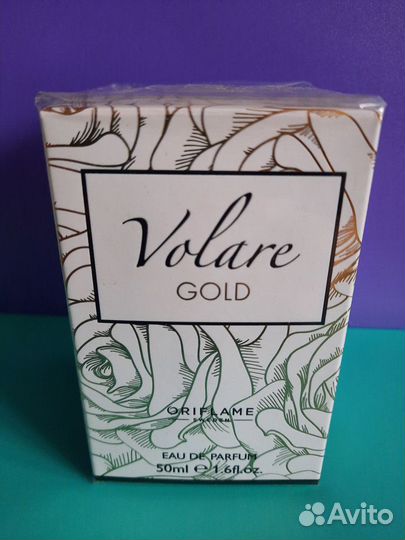 Volare
GOLD
ORIFLAME
SWEDEN
EAU DE PARFUM
50ml ℮ 1.6fl.oz.
Avito